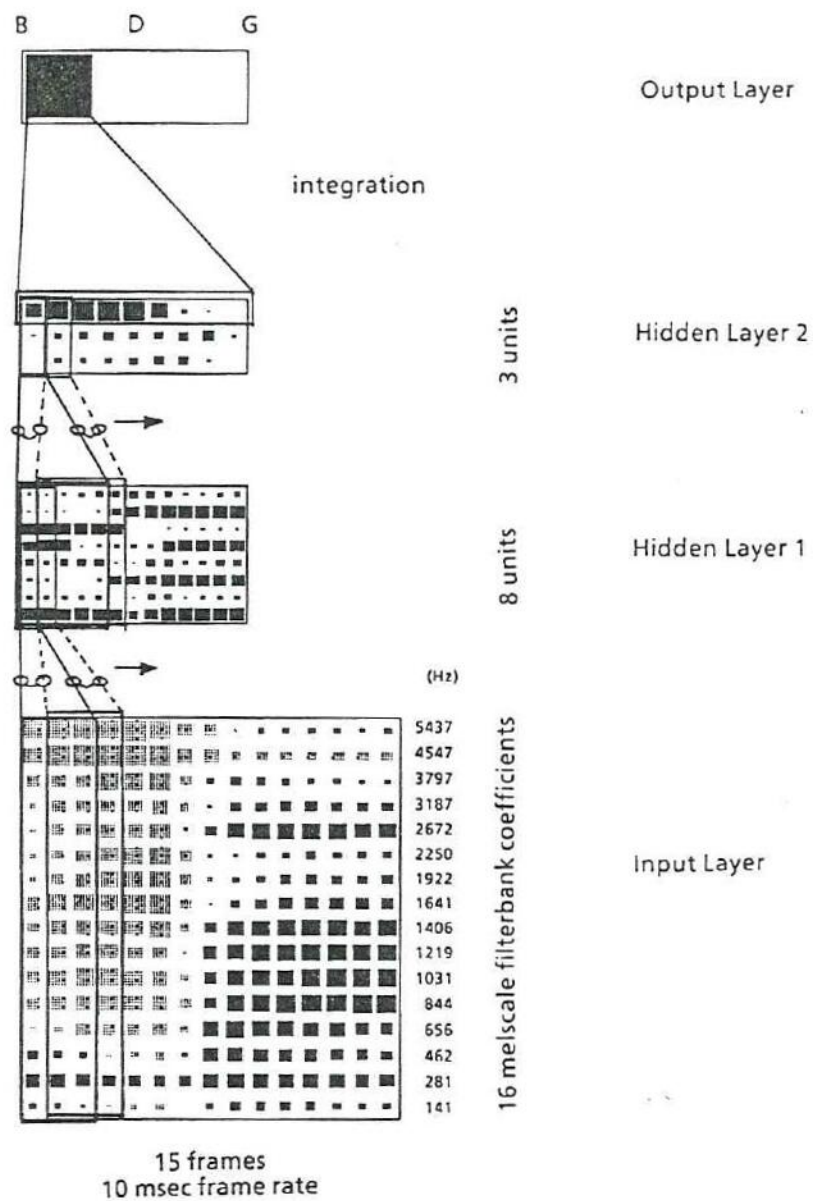 B D G
Output Layer
integration
3 units
Hidden Layer 2
8 units
Hidden Layer 1
(Hz)
5437
4547
3797
3187
2672
2250
1922
1641
1406
1219
1031
844
656
462
281
141
16 melscale filterbank coefficients
Input Layer
15 frames
10 msec frame rate